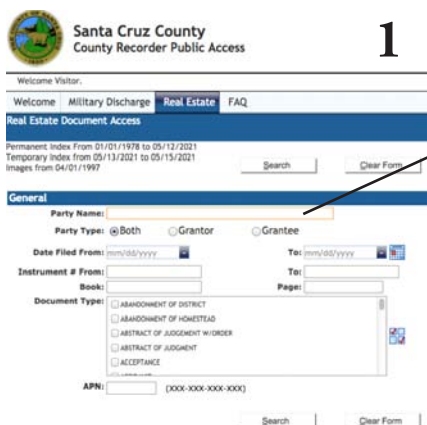 Santa Cruz County
County Recorder Public Access
1
Welcome Visitor.
Welcome Military Discharge Real Estate FAQ
Real Estate Document Access
Permanent Index From 01/01/1978 to 05/12/2021
Temporary Index from 05/13/2021 to 05/15/2021
Images from 04/01/1997
Search Clear Form
General
Party Name:
Party Type: Both Grantor Grantee
Date Filed From: mm/dd/yyyy To: mm/dd/yyyy
Instrument # From: To:
Book: Page:
Document Type: ABANDONMENT OF DISTRICT
ABANDONMENT OF HOMESTEAD
ABSTRACT OF JUDGEMENT W/ORDER
ABSTRACT OF JUDGMENT
ACCEPTANCE
APN: (XXX-XXX-XXX-XXX)
Search Clear Form